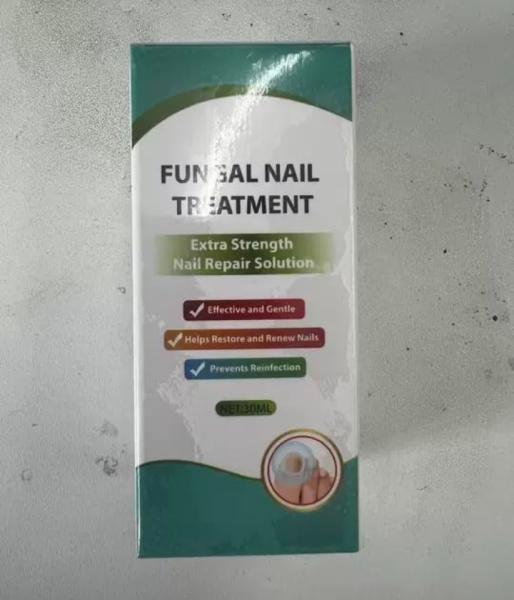 FUNGAL NAIL
TREATMENT
Extra Strength
Nail Repair Solution
Effective and Gentle
Helps Restore and Renew Nails
Prevents Reinfection
NET:30ML